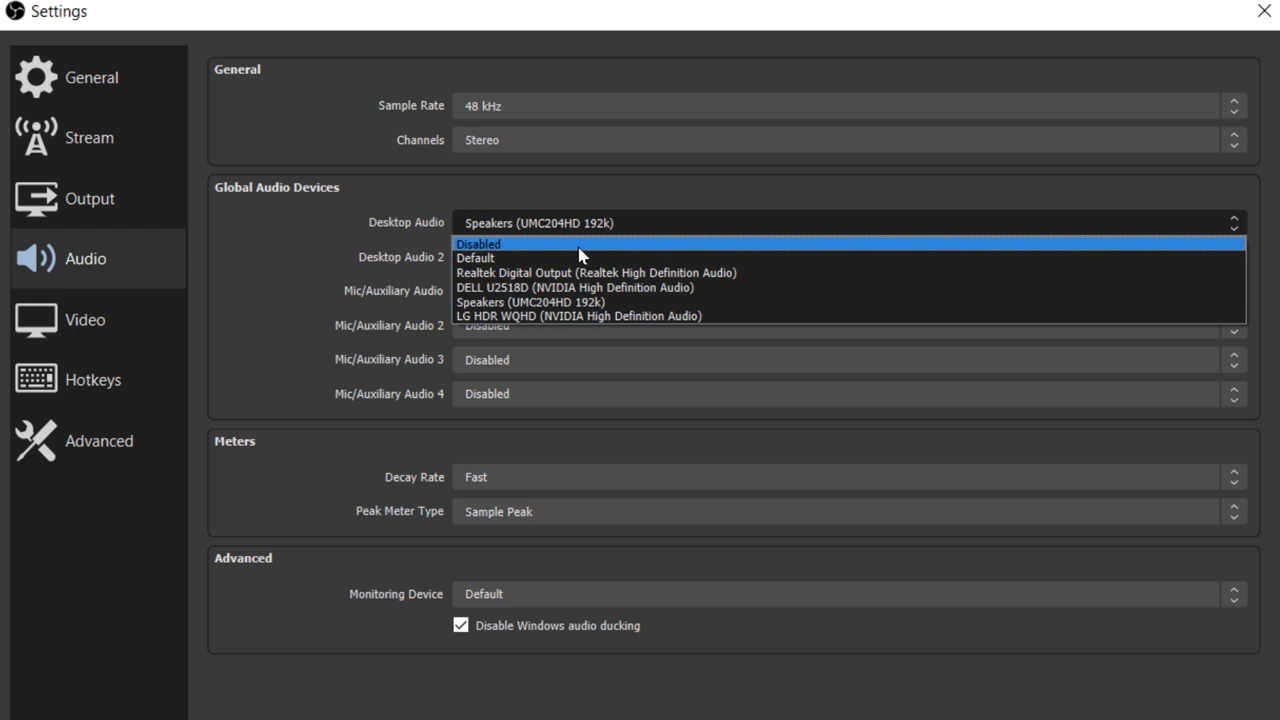 Settings
General
Stream
Output
Audio
Video
Hotkeys
Advanced
General
Sample Rate 48 kHz
Channels Stereo
Global Audio Devices
Desktop Audio Speakers (UMC204HD 192k)
Disabled
Default
Realtek Digital Output (Realtek High Definition Audio)
DELL U2518D (NVIDIA High Definition Audio)
Speakers (UMC204HD 192k)
LG HDR WQHD (NVIDIA High Definition Audio)
Desktop Audio 2
Mic/Auxiliary Audio
Mic/Auxiliary Audio 2 Disabled
Mic/Auxiliary Audio 3 Disabled
Mic/Auxiliary Audio 4 Disabled
Meters
Decay Rate Fast
Peak Meter Type Sample Peak
Advanced
Monitoring Device Default
Disable Windows audio ducking